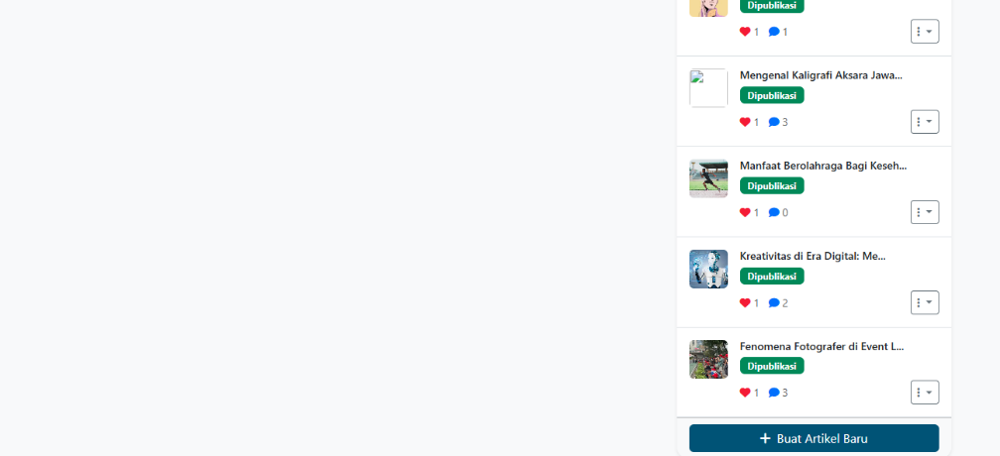 Dipublikasi
1 1
Mengenal Kaligrafi Aksara Jawa...
Dipublikasi
1 3
Manfaat Berolahraga Bagi Keseh...
Dipublikasi
1 0
Kreativitas di Era Digital: Me...
Dipublikasi
1 2
Fenomena Fotografer di Event L...
Dipublikasi
1 3
+ Buat Artikel Baru